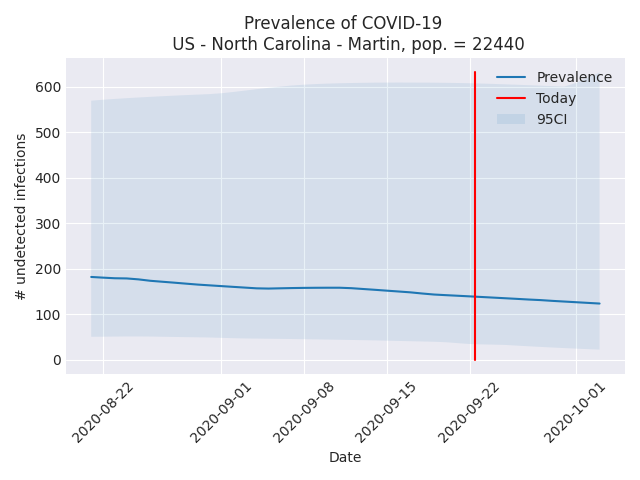 Prevalence of COVID-19
US - North Carolina - Martin, pop. = 22440
Prevalence
Today
95CI
# undetected infections
600
500
400
300
200
100
0
2020-08-22
2020-09-01
2020-09-08
2020-09-15
2020-09-22
2020-10-01
Date